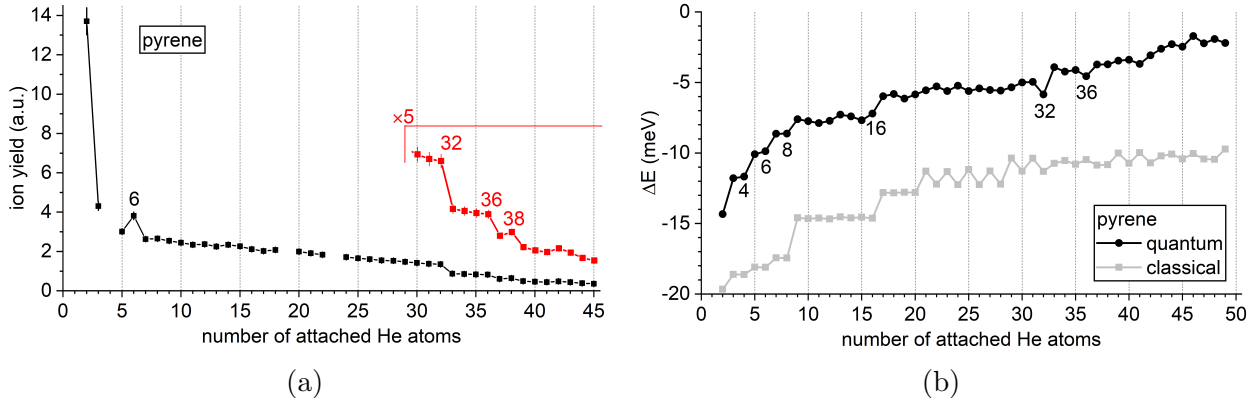 14
12
10
8
6
4
2
0
ion yield (a.u.)
pyrene
6
×5
32
36
38
0 5 10 15 20 25 30 35 40 45
number of attached He atoms
(a)
0
-5
-10
-15
-20
ΔE (meV)
4
6
8
16
32
36
pyrene
quantum
classical
0 5 10 15 20 25 30 35 40 45 50
number of attached He atoms
(b)